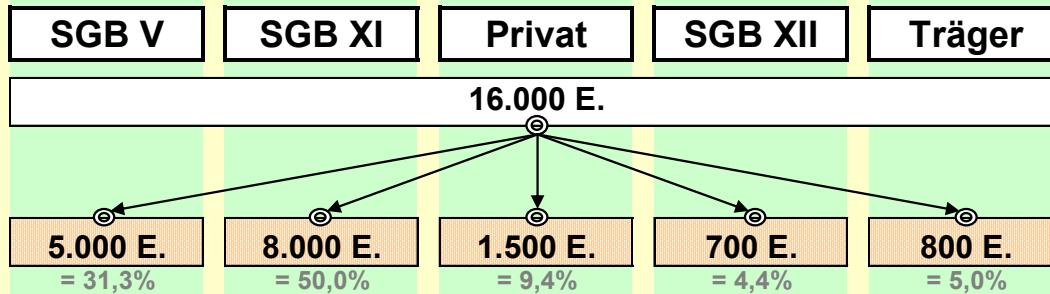 SGB V SGB XI Privat SGB XII Träger
16.000 E.
5.000 E. 8.000 E. 1.500 E. 700 E. 800 E.
= 31,3% = 50,0% = 9,4% = 4,4% = 5,0%